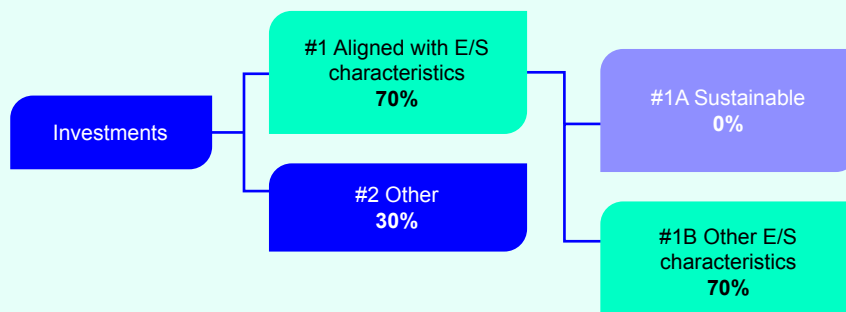 #1 Aligned with E/S
characteristics
70%
#1A Sustainable
0%
Investments
#2 Other
30%
#1B Other E/S
characteristics
70%